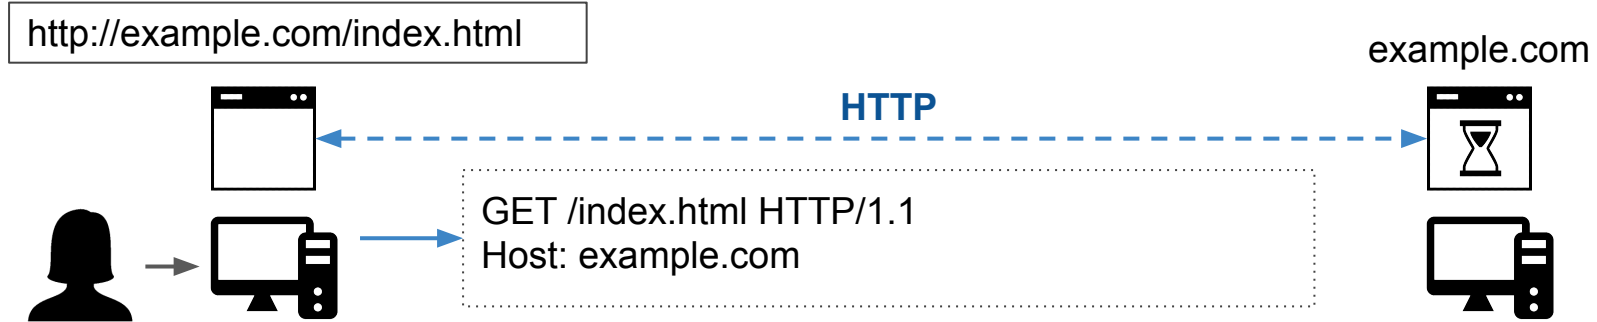 http://example.com/index.html
example.com
HTTP
GET /index.html HTTP/1.1
Host: example.com